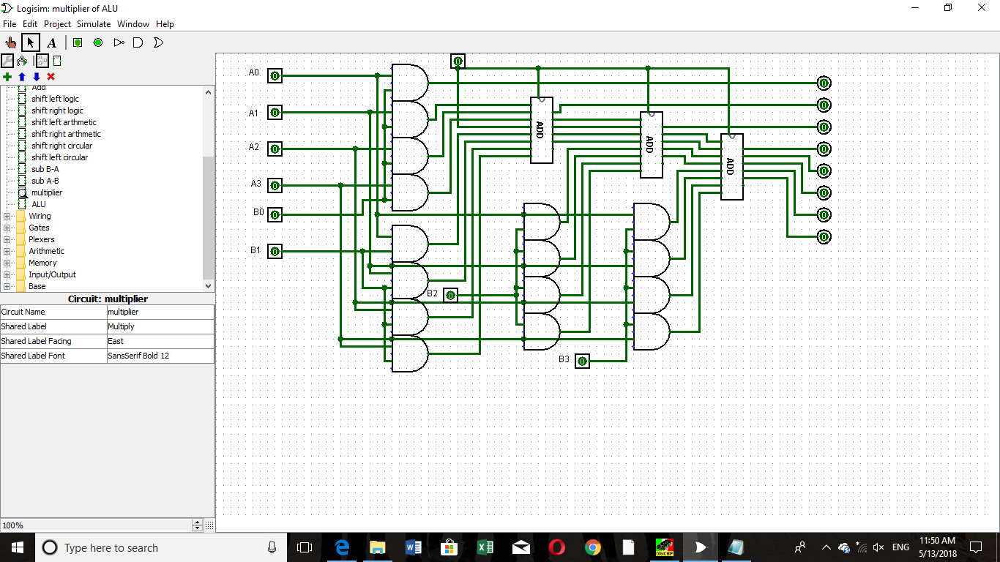 Logisim: multiplier of ALU
File Edit Project Simulate Window Help
A
Add
shift left logic
shift right logic
shift left arthmetic
shift right arthmetic
shift right circular
shift left circular
sub B-A
sub A-B
multiplier
ALU
Wiring
Gates
Plexers
Arithmetic
Memory
Input/Output
Base
Circuit: multiplier
Circuit Name multiplier
Shared Label Multiply
Shared Label Facing East
Shared Label Font SansSerif Bold 12
100%
0
A0 0 0
0
A1 0 ADD 0
ADD
A2 0 0
ADD
0
A3 0 0
B0 0 0
0
B1 0
B2 0
B3 0
Type here to search
DIGICHIP
ENG
11:50 AM
5/13/2018